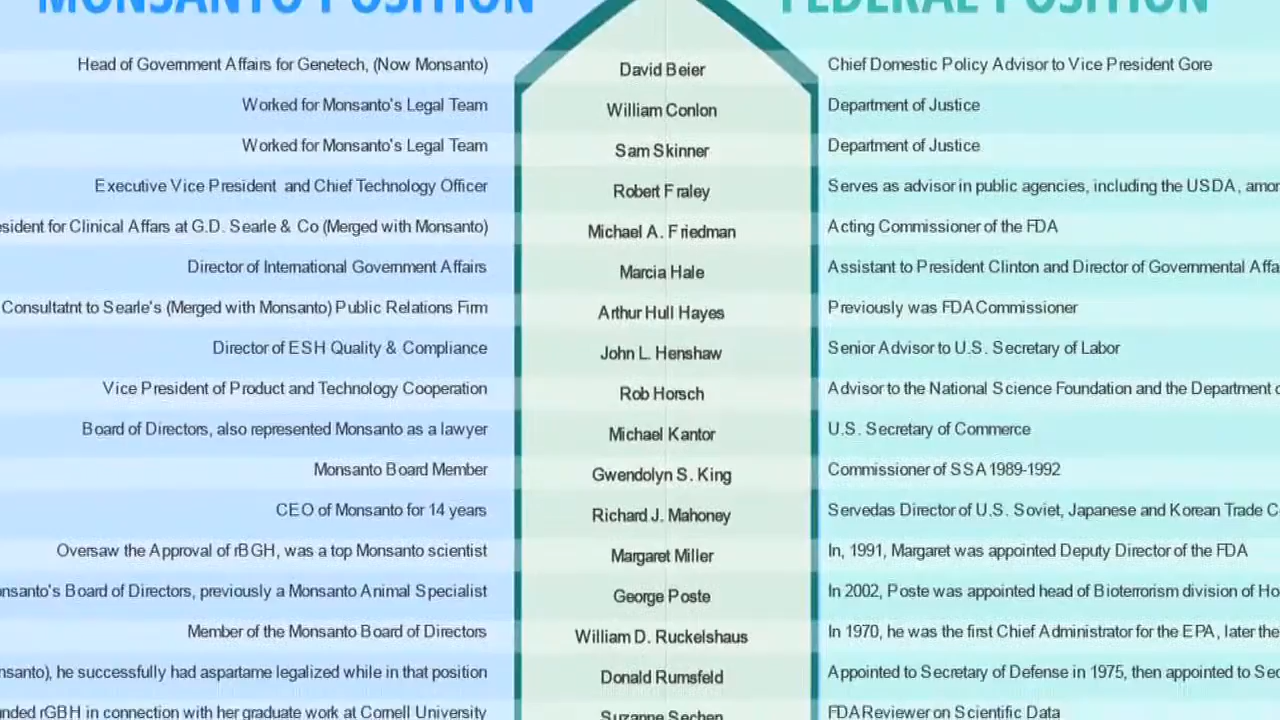 MONSANTO POSITION FEDERAL POSITION
Head of Government Affairs for Genetech, (Now Monsanto) David Beier Chief Domestic Policy Advisor to Vice President Gore
Worked for Monsanto's Legal Team William Conlon Department of Justice
Worked for Monsanto's Legal Team Sam Skinner Department of Justice
Executive Vice President and Chief Technology Officer Robert Fraley Serves as advisor in public agencies, including the USDA,
for Clinical Affars at G.D. Searle & Co (Merged with Monsanto) Michael A. Friedman Acting Commissioner of the FDA
Director of International Government Affairs Marcia Hale Assistant to President Clinton and Director of Governmental
Consultatnt to Searle's (Merged with Monsanto) Public Relations Firm Arthur Hull Hayes Previously was FDA Commissioner
Director of ESH Quality & Compliance John L. Henshaw Senior Advisor to U.S. Secretary of Labor
Vice President of Product and Technology Cooperation Rob Horsch Advisor to the National Science Foundation and the Department
Board of Directors, also represented Monsanto as a lawyer Michael Kantor U.S. Secretary of Commerce
Monsanto Board Member Gwendolyn S. King Commissioner of SSA 1989-1992
CEO of Monsanto for 14 years Richard J. Mahoney Servedas Director of U.S. Soviet, Japanese and Korean Trade
Oversaw the Approval of rBGH, was a top Monsanto scientist Margaret Miller In, 1991, Margaret was appointed Deputy Director of the FDA
Board of Directors, previously a Monsanto Animal Specialist George Poste In 2002, Poste was appointed head of Bioterrorism division of
Member of the Monsanto Board of Directors William D. Ruckelshaus In 1970, he was the first Chief Administrator for the EPA, later the
he successfully had aspartame legalized while in that position Donald Rumsfeld Appointed to Secretary of Defense in 1975, then appointed to
rGBH in connection with her graduate work at Cornell University Suzanne Sechen FDA Reviewer on Scientific Data